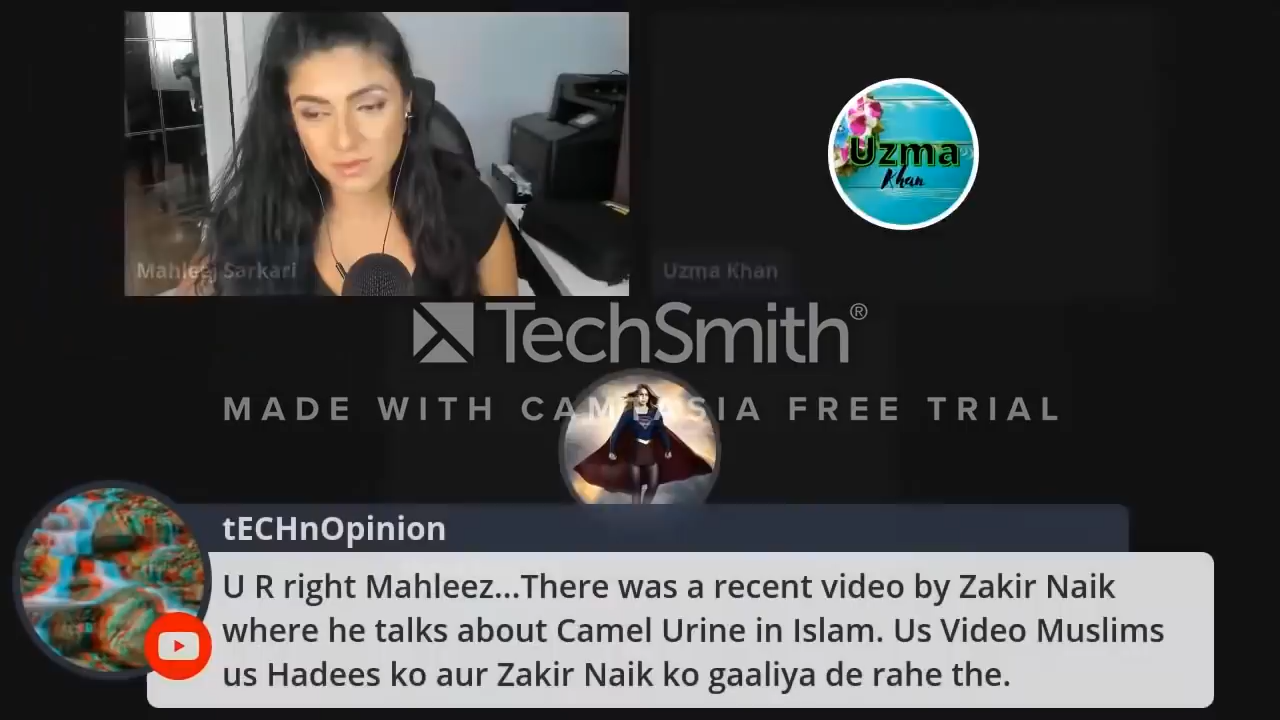 Mahleej Sarkari
Uzma
Khan
Uzma Khan
TechSmith®
MADE WITH CAMTASIA FREE TRIAL
tECHnOpinion
U R right Mahleez...There was a recent video by Zakir Naik
where he talks about Camel Urine in Islam. Us Video Muslims
us Hadees ko aur Zakir Naik ko gaaliya de rahe the.